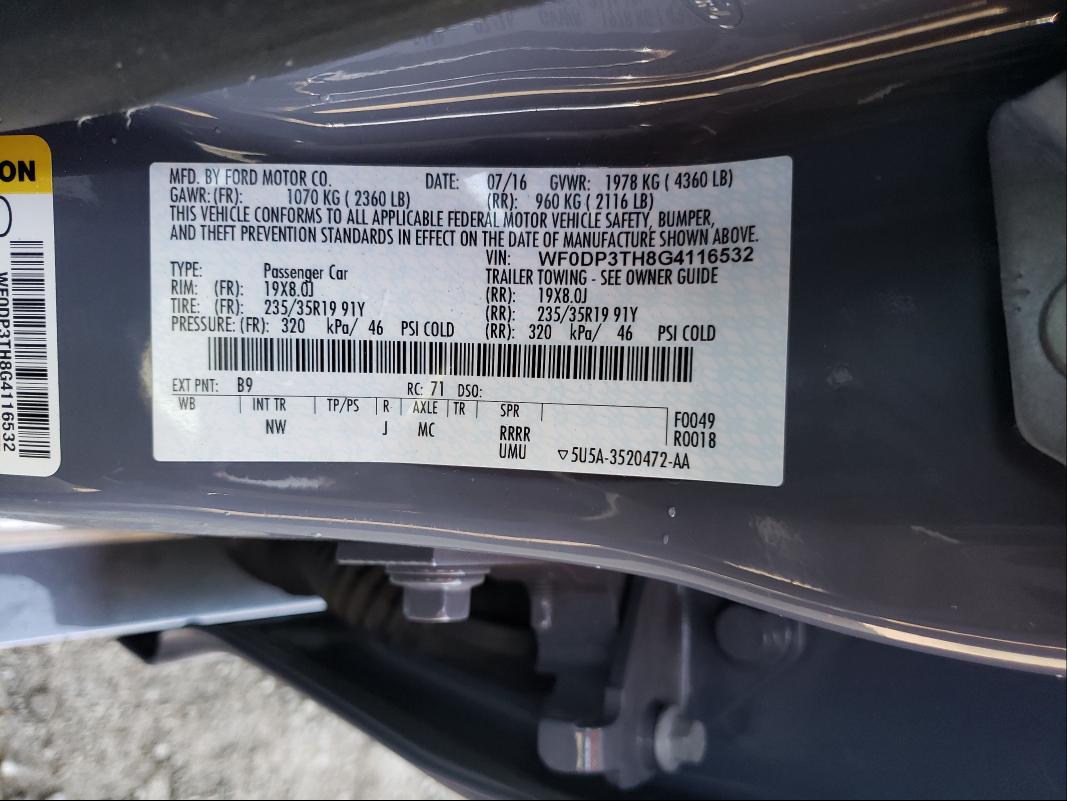 ON
WF0DP3TH8G4116532
MFD. BY FORD MOTOR CO. DATE: 07/16 GVWR: 1978 KG ( 4360 LB)
GAWR: (FR): 1070 KG ( 2360 LB) (RR): 960 KG ( 2116 LB)
THIS VEHICLE CONFORMS TO ALL APPLICABLE FEDERAL MOTOR VEHICLE SAFETY, BUMPER,
AND THEFT PREVENTION STANDARDS IN EFFECT ON THE DATE OF MANUFACTURE SHOWN ABOVE.
VIN: WF0DP3TH8G4116532
TYPE: Passenger Car TRAILER TOWING - SEE OWNER GUIDE
RIM: (FR): 19X8.0J (RR): 19X8.0J
TIRE: (FR): 235/35R19 91Y (RR): 235/35R19 91Y
PRESSURE: (FR): 320 kPa/ 46 PSI COLD (RR): 320 kPa/ 46 PSI COLD
EXT PNT: B9 RC: 71 DSO:
WB INT TR TP/PS R AXLE TR SPR F0049
NW J MC RRRR R0018
UMU ▽5U5A-3520472-AA